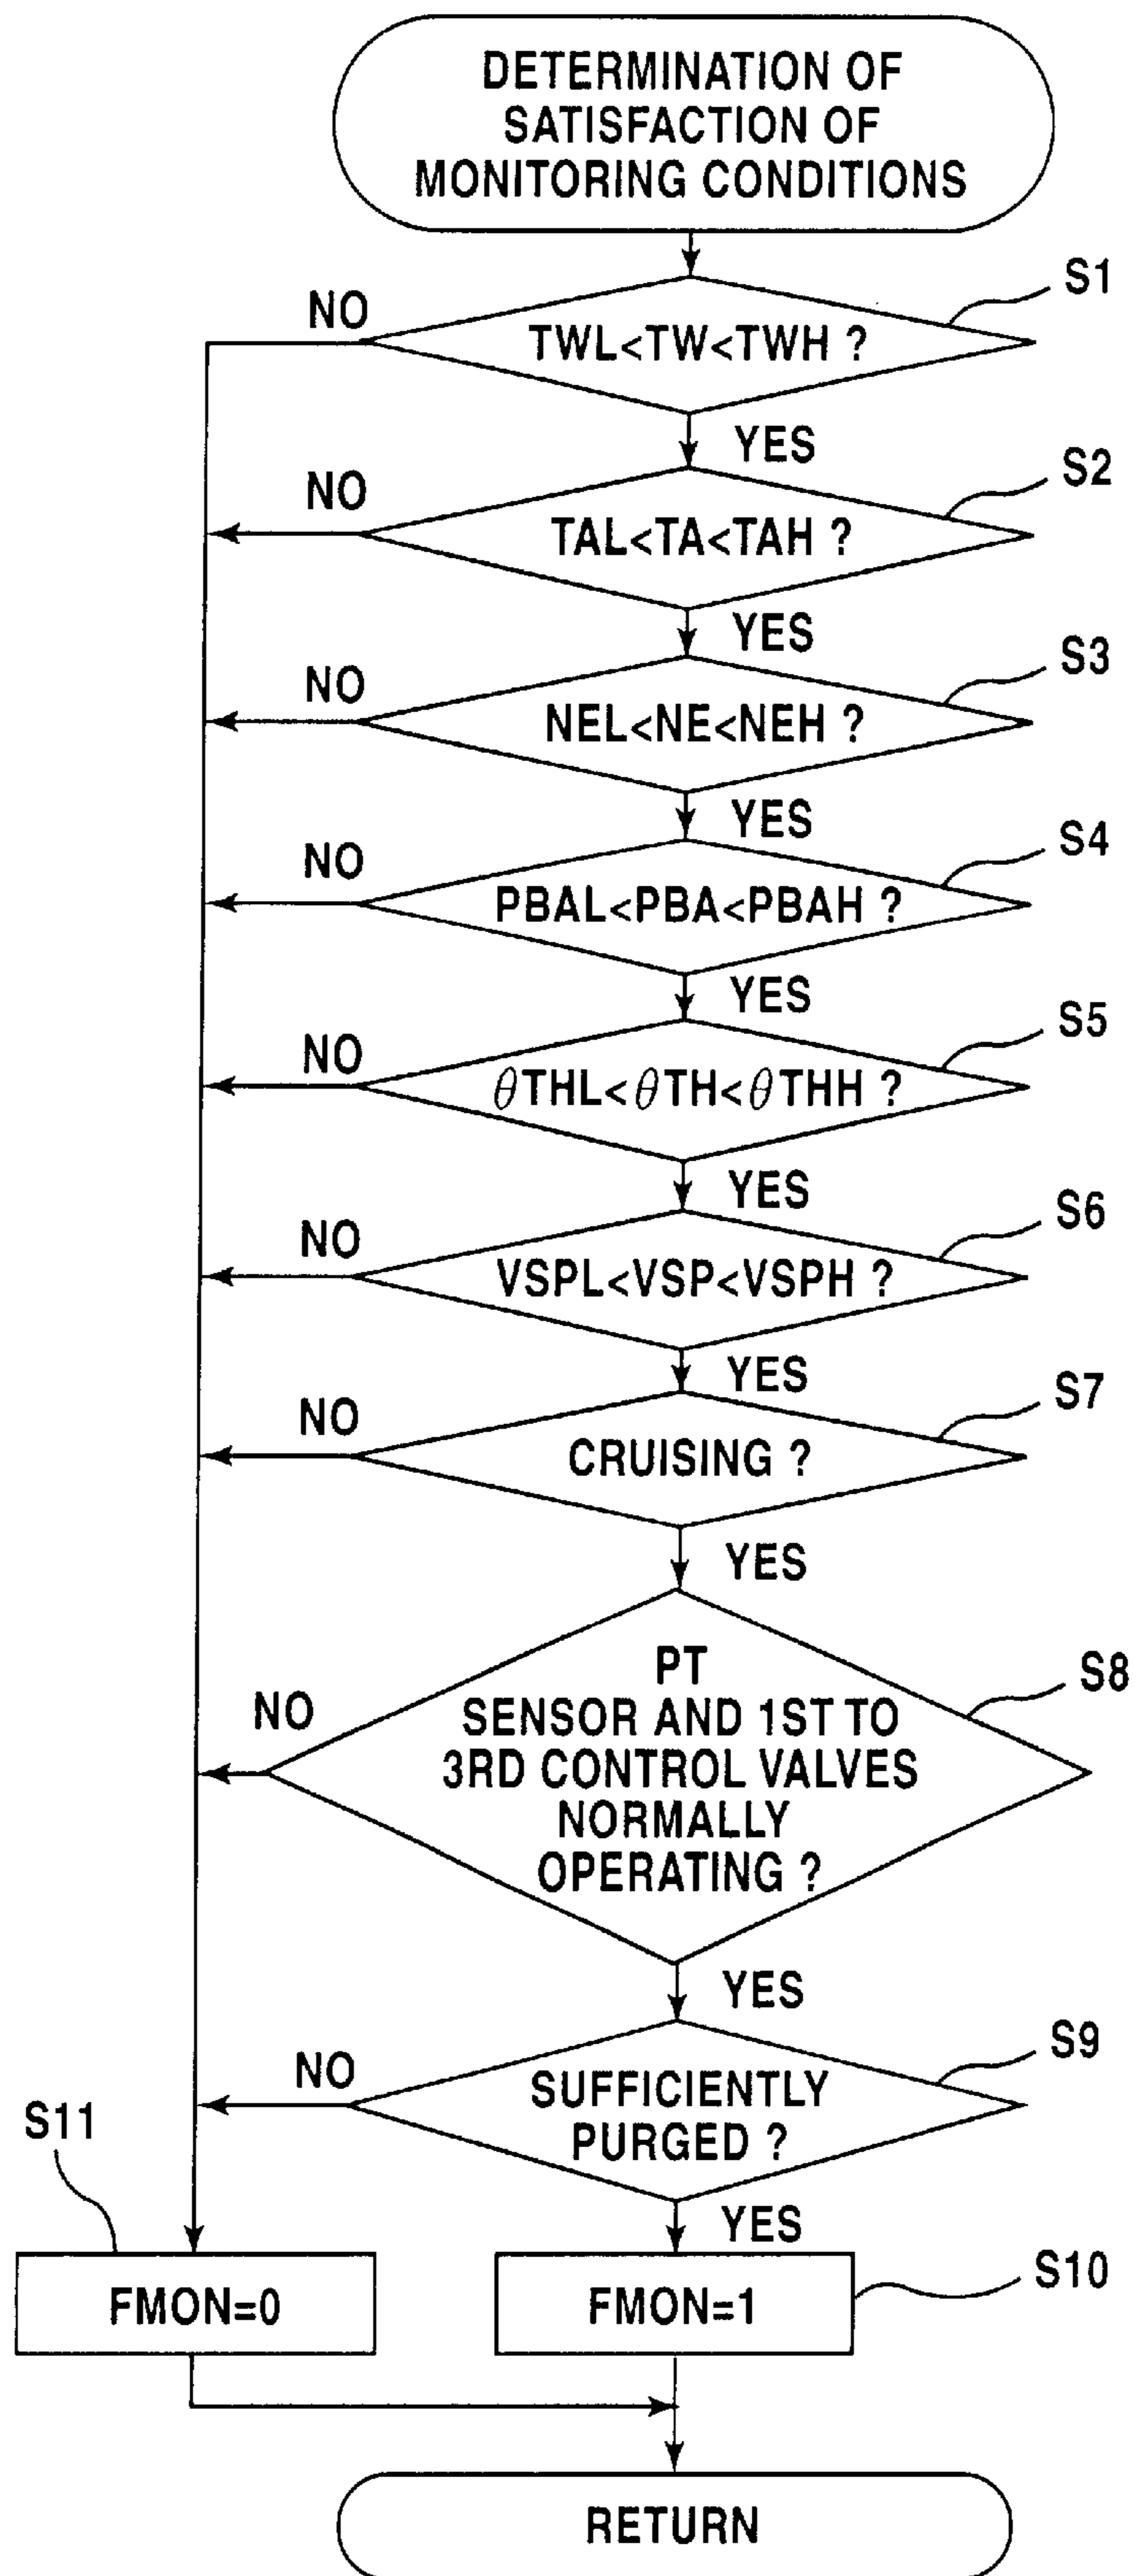 DETERMINATION OF
SATISFACTION OF
MONITORING CONDITIONS
S1
NO
TWL<TW<TWH ?
YES
S2
NO
TAL<TA<TAH ?
YES
S3
NO
NEL<NE<NEH ?
YES
S4
NO
PBAL<PBA<PBAH ?
YES
S5
NO
θTHL<θTH<θTHH ?
YES
S6
NO
VSPL<VSP<VSPH ?
YES
S7
NO
CRUISING ?
YES
S8
NO
PT
SENSOR AND 1ST TO
3RD CONTROL VALVES
NORMALLY
OPERATING ?
YES
S9
NO
SUFFICIENTLY
PURGED ?
YES
S11
FMON=0
S10
FMON=1
RETURN